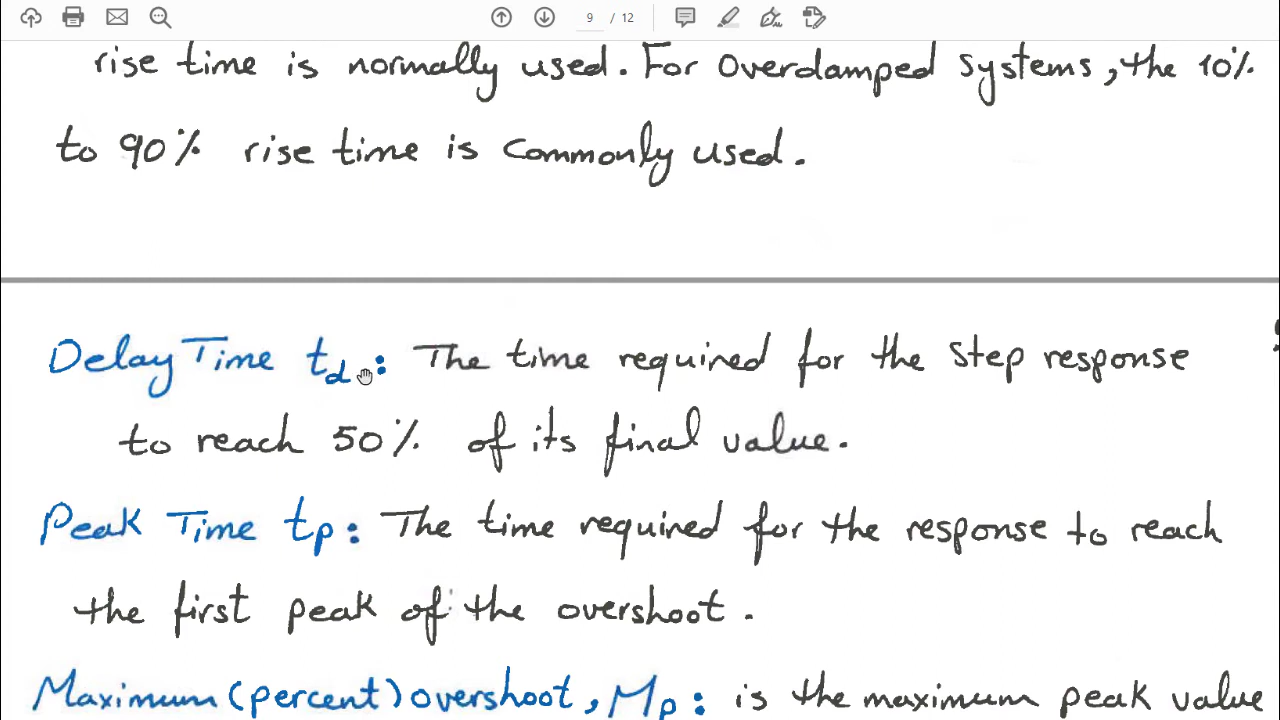 9 / 12
rise time is normally used. For overdamped systems, the 10%
to 90% rise time is commonly used.
Delay Time td: The time required for the step response
to reach 50% of its final value.
Peak Time tp: The time required for the response to reach
the first peak of the overshoot.
Maximum (percent) overshoot, Mp: is the maximum peak value